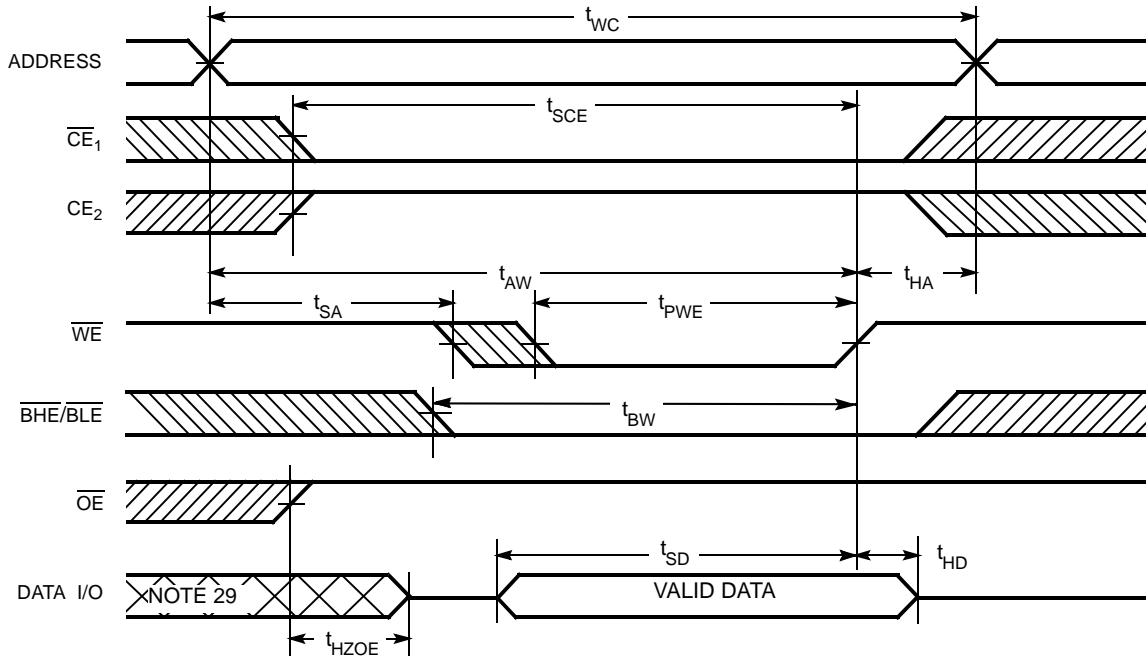 tWC
ADDRESS
tSCE
CE1
CE2
tAW
tHA
tSA
tPWE
WE
BHE/BLE
tBW
OE
tSD
tHD
DATA I/O
NOTE 29
VALID DATA
tHZOE